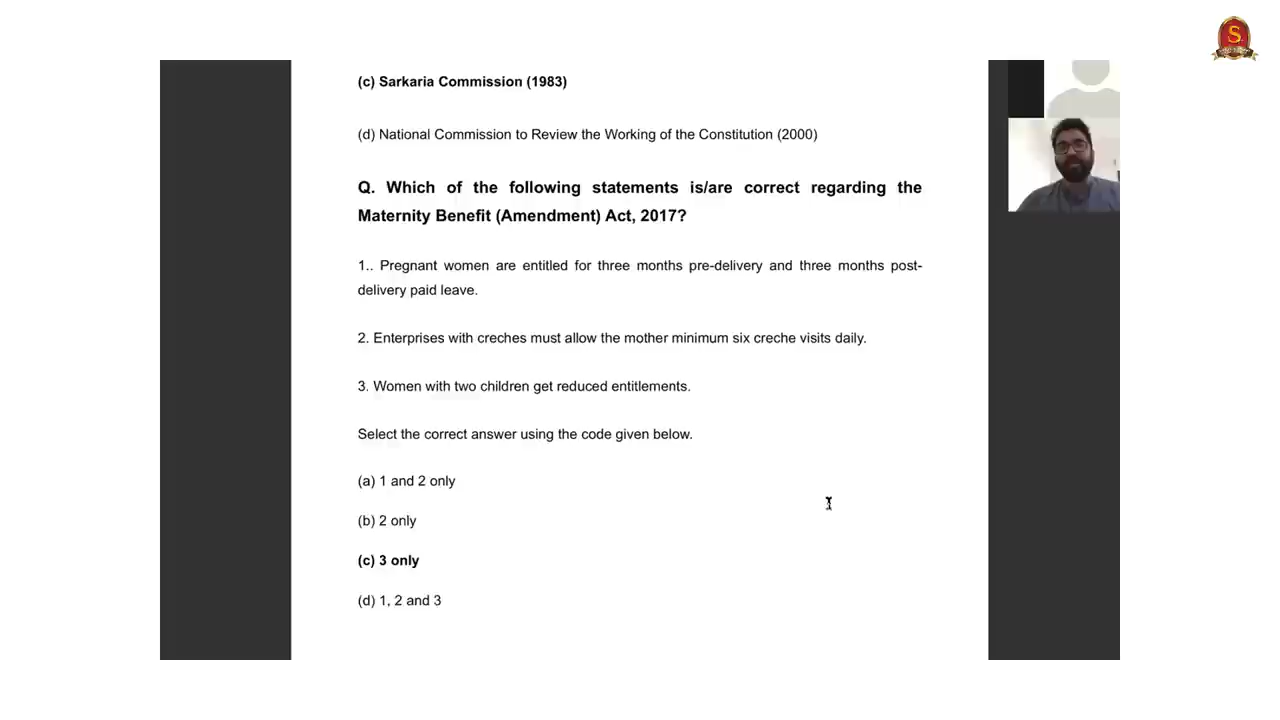 S
(c) Sarkaria Commission (1983)
(d) National Commission to Review the Working of the Constitution (2000)
Q. Which of the following statements is/are correct regarding the
Maternity Benefit (Amendment) Act, 2017?
1.. Pregnant women are entitled for three months pre-delivery and three months post-
delivery paid leave.
2. Enterprises with creches must allow the mother minimum six creche visits daily.
3. Women with two children get reduced entitlements.
Select the correct answer using the code given below.
(a) 1 and 2 only
(b) 2 only
(c) 3 only
(d) 1, 2 and 3